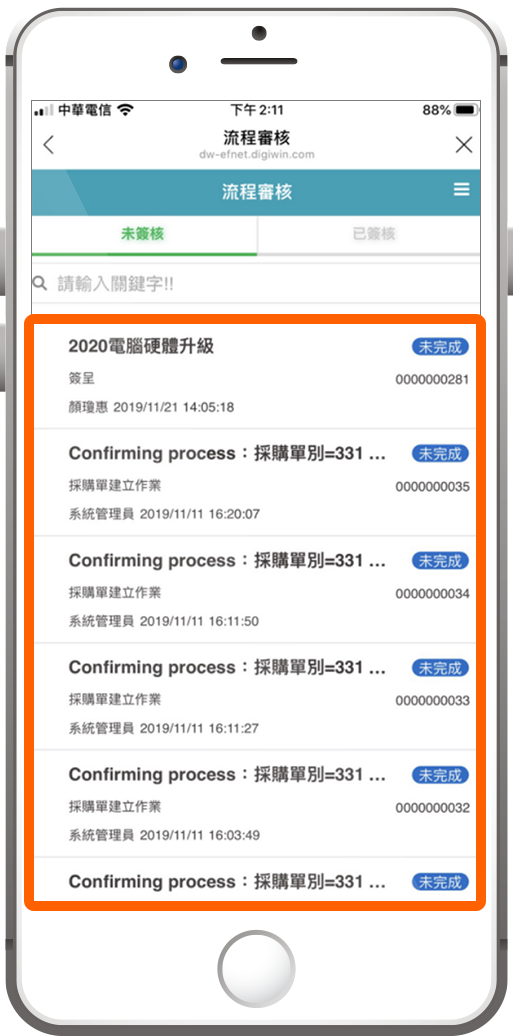 中華電信 下午 2:11 88%
流程審核
dw-efnet.digiwin.com
流程審核
未簽核 已簽核
請輸入關鍵字!!
2020電腦硬體升級 未完成
簽呈 0000000281
顏瓊惠 2019/11/21 14:05:18
Confirming process：採購單別=331 ... 未完成
採購單建立作業 0000000035
系統管理員 2019/11/11 16:20:07
Confirming process：採購單別=331 ... 未完成
採購單建立作業 0000000034
系統管理員 2019/11/11 16:11:50
Confirming process：採購單別=331 ... 未完成
採購單建立作業 0000000033
系統管理員 2019/11/11 16:11:27
Confirming process：採購單別=331 ... 未完成
採購單建立作業 0000000032
系統管理員 2019/11/11 16:03:49
Confirming process：採購單別=331 ... 未完成